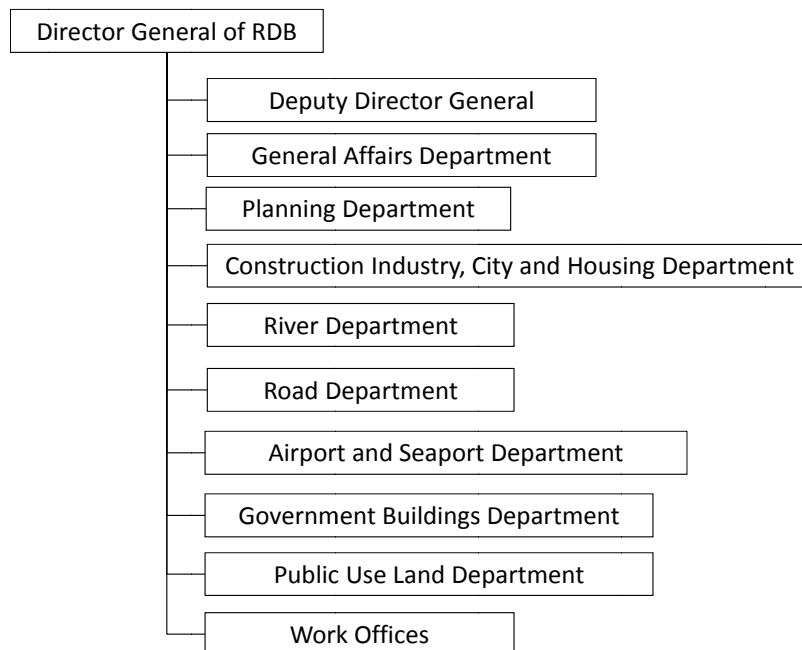 Director General of RDB
Deputy Director General
General Affairs Department
Planning Department
Construction Industry, City and Housing Department
River Department
Road Department
Airport and Seaport Department
Government Buildings Department
Public Use Land Department
Work Offices